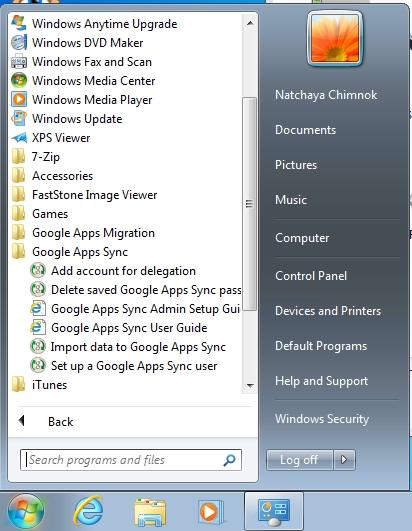 Windows Anytime Upgrade
Windows DVD Maker
Windows Fax and Scan
Windows Media Center
Windows Media Player
Windows Update
XPS Viewer
7-Zip
Accessories
FastStone Image Viewer
Games
Google Apps Migration
Google Apps Sync
Add account for delegation
Delete saved Google Apps Sync pass
Google Apps Sync Admin Setup Gui
Google Apps Sync User Guide
Import data to Google Apps Sync
Set up a Google Apps Sync user
iTunes
Back
Search programs and files
Natchaya Chimnok
Documents
Pictures
Music
Computer
Control Panel
Devices and Printers
Default Programs
Help and Support
Windows Security
Log off